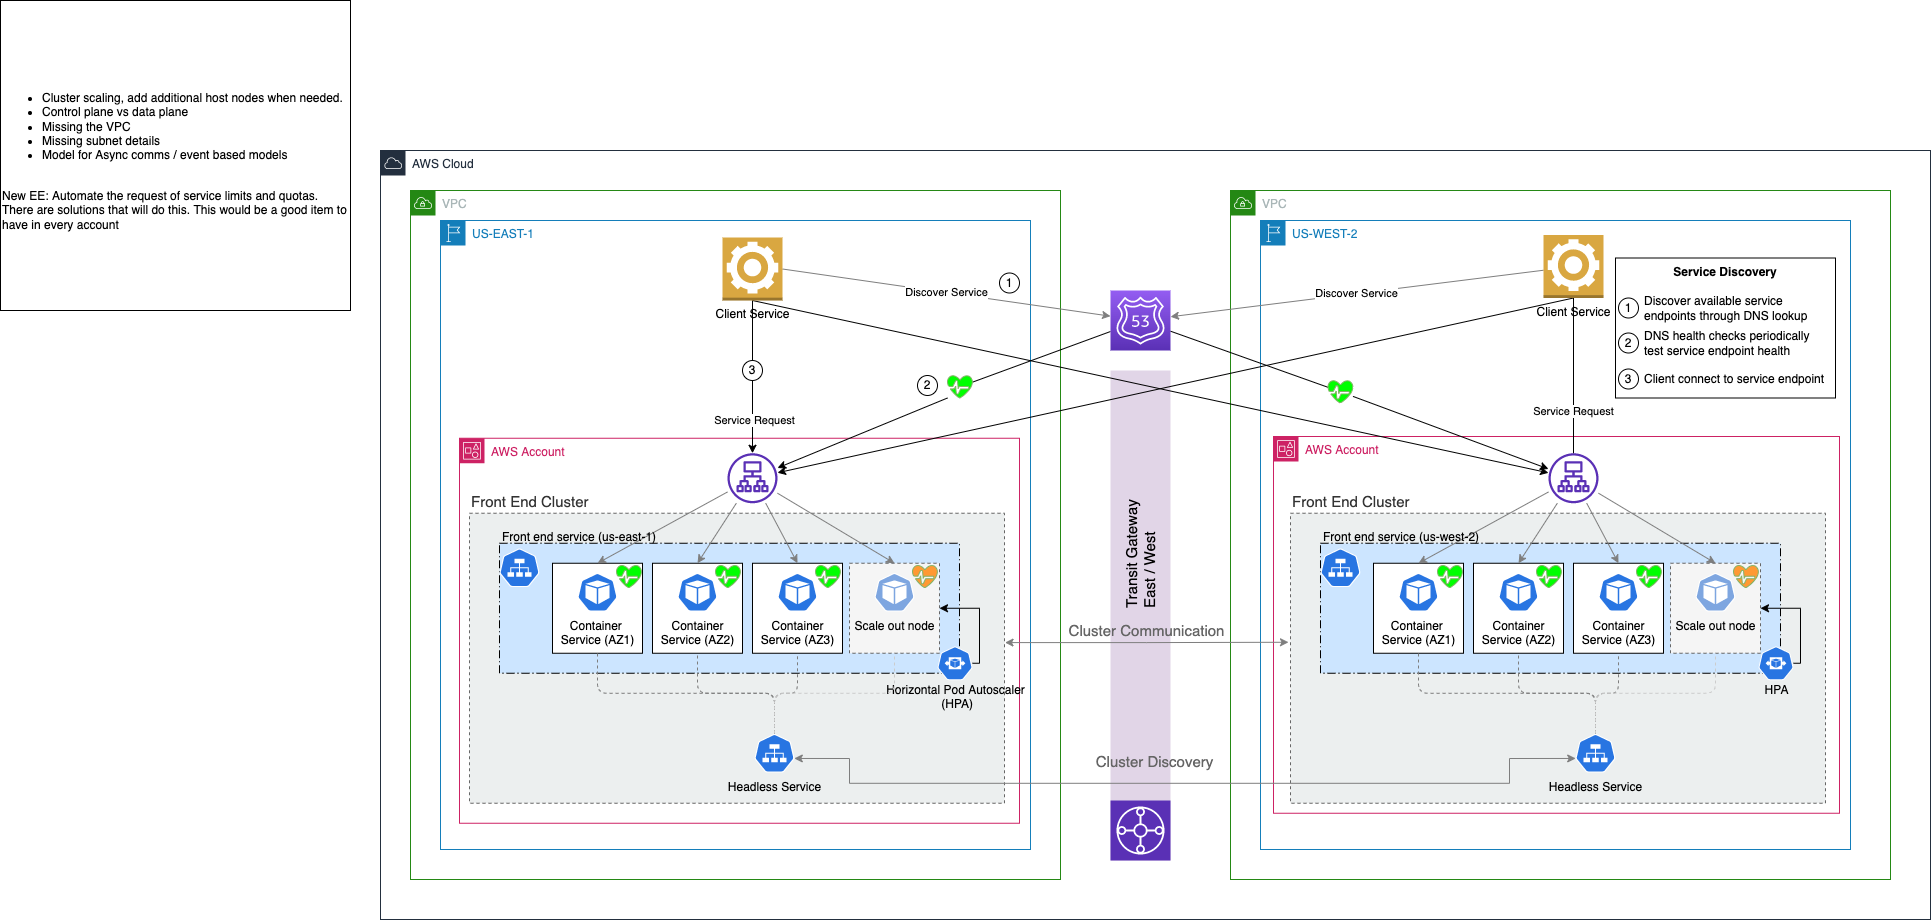 Cluster scaling, add additional host nodes when needed.
Control plane vs data plane
Missing the VPC
Missing subnet details
Model for Async comms / event based models
New EE: Automate the request of service limits and quotas.
There are solutions that will do this. This would be a good item to
have in every account
AWS Cloud
VPC
US-EAST-1
Client Service
Discover Service
1
53
3
2
Service Request
AWS Account
Front End Cluster
Front end service (us-east-1)
Container
Service (AZ1)
Container
Service (AZ2)
Container
Service (AZ3)
Scale out node
Horizontal Pod Autoscaler
(HPA)
Headless Service
Transit Gateway
East / West
Cluster Communication
Cluster Discovery
VPC
US-WEST-2
Client Service
Discover Service
Service Discovery
1
Discover available service
endpoints through DNS lookup
2
DNS health checks periodically
test service endpoint health
3
Client connect to service endpoint
Service Request
AWS Account
Front End Cluster
Front end service (us-west-2)
Container
Service (AZ1)
Container
Service (AZ2)
Container
Service (AZ3)
Scale out node
HPA
Headless Service